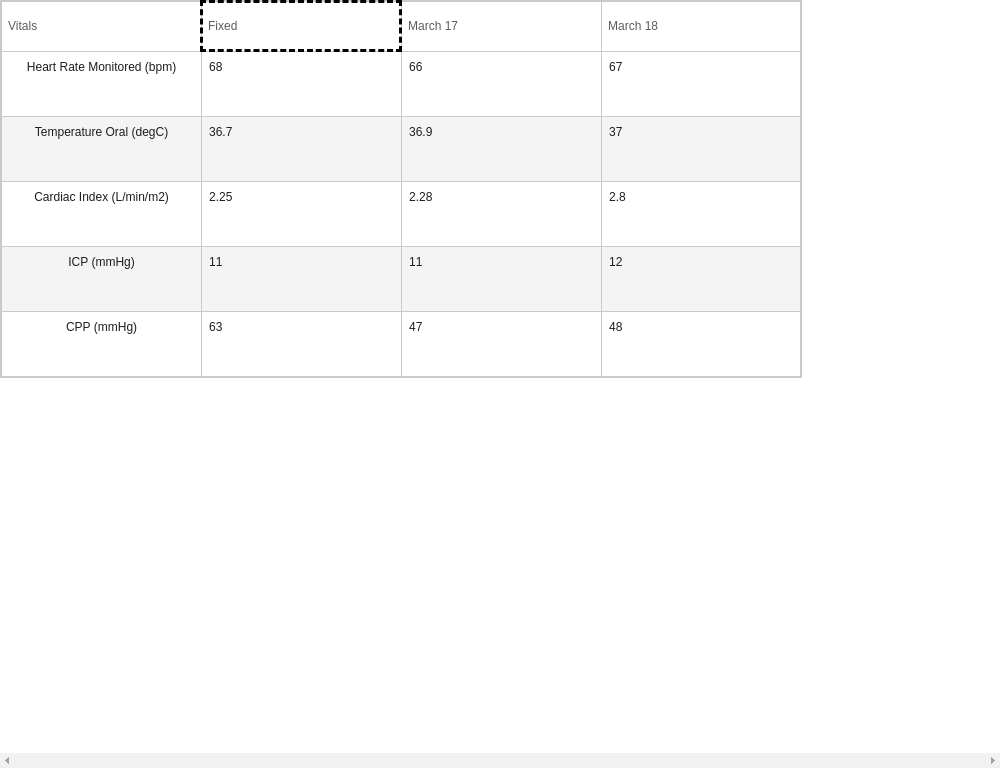 Vitals Fixed March 17 March 18
Heart Rate Monitored (bpm) 68 66 67
Temperature Oral (degC) 36.7 36.9 37
Cardiac Index (L/min/m2) 2.25 2.28 2.8
ICP (mmHg) 11 11 12
CPP (mmHg) 63 47 48